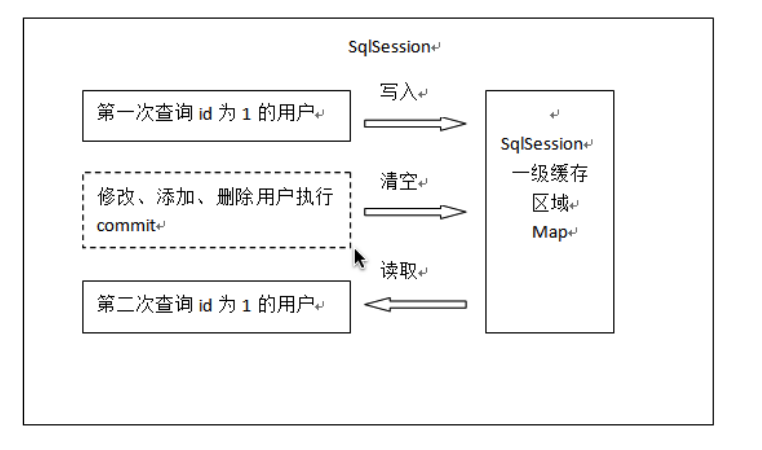 SqlSession
写入
第一次查询 id 为 1 的用户
SqlSession
一级缓存
区域
Map
清空
修改、添加、删除用户执行
commit
读取
第二次查询 id 为 1 的用户